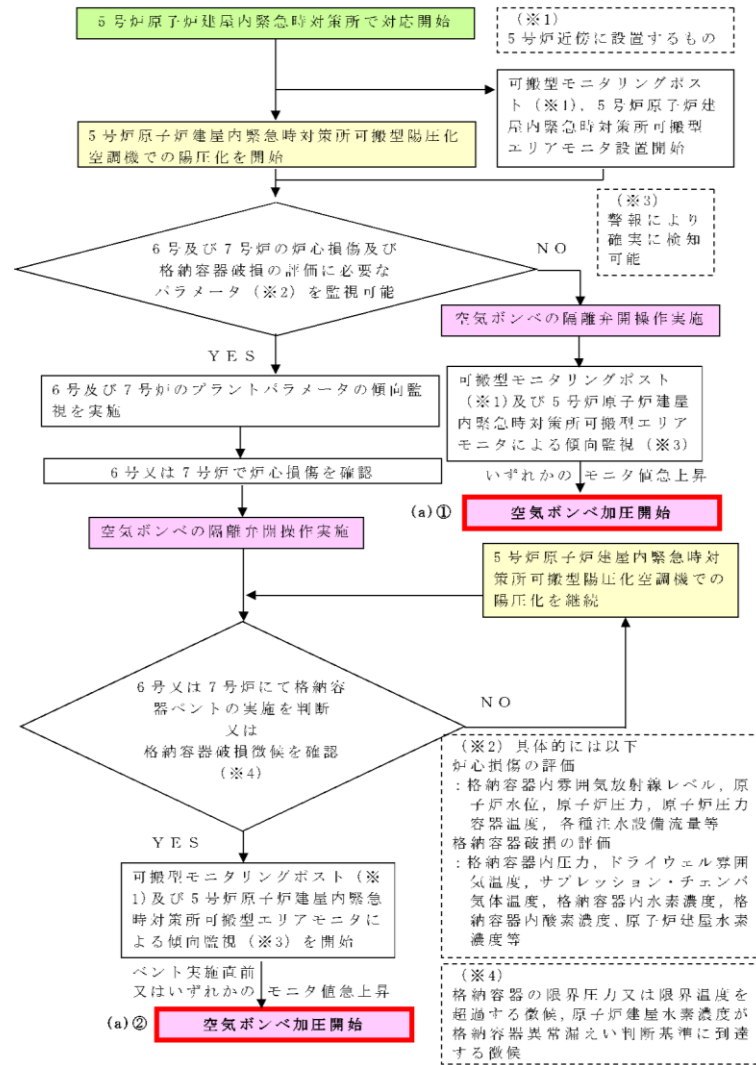 5号炉原子炉建屋内緊急時対策所で対応開始
(※1)
5号炉近傍に設置するもの
可搬型モニタリングポス
ト(※1),5号炉原子炉建
屋内緊急時対策所可搬型
エリアモニタ設置開始
5号炉原子炉建屋内緊急時対策所可搬型陽圧化
空調機での陽圧化を開始
(※3)
警報により
確実に検知
可能
6号及び7号炉の炉心損傷及び
格納容器破損の評価に必要な
パラメータ(※2)を監視可能
NO
YES
空気ボンベの隔離弁開操作実施
6号及び7号炉のプラントパラメータの傾向監
視を実施
可搬型モニタリングポスト
(※1)及び5号炉原子炉建屋
内緊急時対策所可搬型エリア
モニタによる傾向監視(※3)
6号又は7号炉で炉心損傷を確認
いずれかの モニタ値急上昇
(a)① 空気ボンベ加圧開始
空気ボンベの隔離弁開操作実施
5号炉原子炉建屋内緊急時対
策所可搬型陽圧化空調機での
陽圧化を継続
6号又は7号炉にて格納容
器ベントの実施を判断
又は
格納容器破損徴候を確認
(※4)
NO
YES
(※2)具体的には以下
炉心損傷の評価
:格納容器内雰囲気放射線レベル,原
子炉水位,原子炉圧力,原子炉圧力
容器温度,各種注水設備流量等
格納容器破損の評価
:格納容器内圧力,ドライウェル雰囲
気温度,サプレッション・チェンバ
気体温度,格納容器内水素濃度,格
納容器内酸素濃度,原子炉建屋水素
濃度等
可搬型モニタリングポスト(※
1)及び5号炉原子炉建屋内緊急
時対策所可搬型エリアモニタに
よる傾向監視(※3)を開始
ベント実施直前
又はいずれかの モニタ値急上昇
(a)② 空気ボンベ加圧開始
(※4)
格納容器の限界圧力又は限界温度を
超過する徴候,原子炉建屋水素濃度が
格納容器異常漏えい判断基準に到達
する徴候